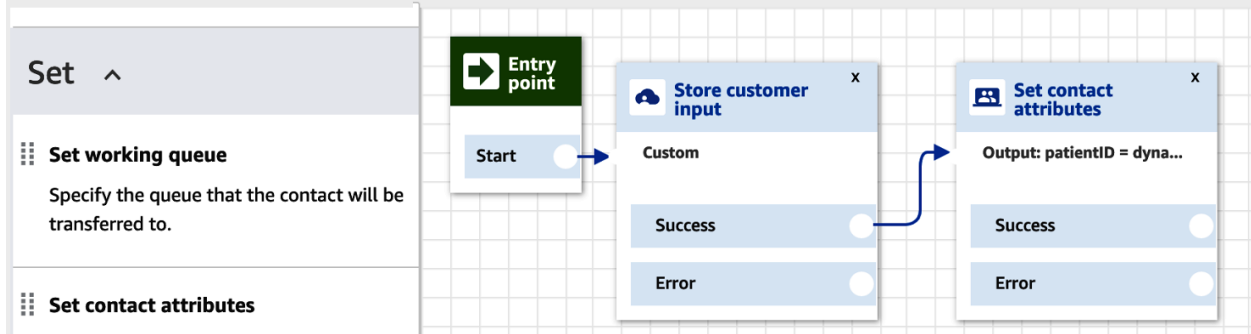 Set
Set working queue
Specify the queue that the contact will be
transferred to.
Set contact attributes
Entry
point
Start
Store customer
input
x
Custom
Success
Error
Set contact
attributes
x
Output: patientID = dyna...
Success
Error